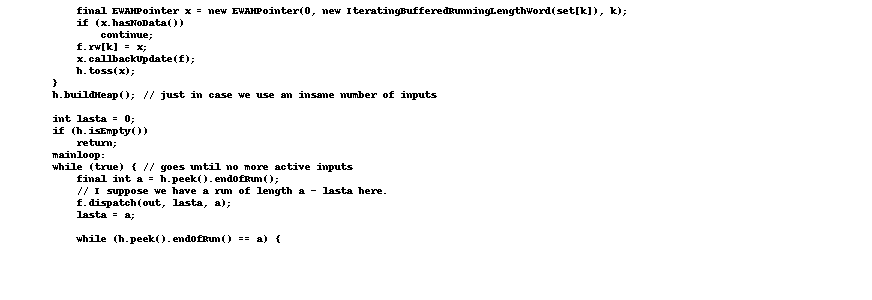 final EWAHPointer x = new EWAHPointer(0, new IteratingBufferedRunningLengthWord(set[k]), k);
if (x.hasNoData())
continue;
f.rw[k] = x;
x.callbackUpdate(f);
h.toss(x);
}
h.buildHeap(); // just in case we use an insane number of inputs
int lasta = 0;
if (h.isEmpty())
return;
mainloop:
while (true) { // goes until no more active inputs
final int a = h.peek().endOfRun();
// I suppose we have a run of length a - lasta here.
f.dispatch(out, lasta, a);
lasta = a;
while (h.peek().endOfRun() == a) {